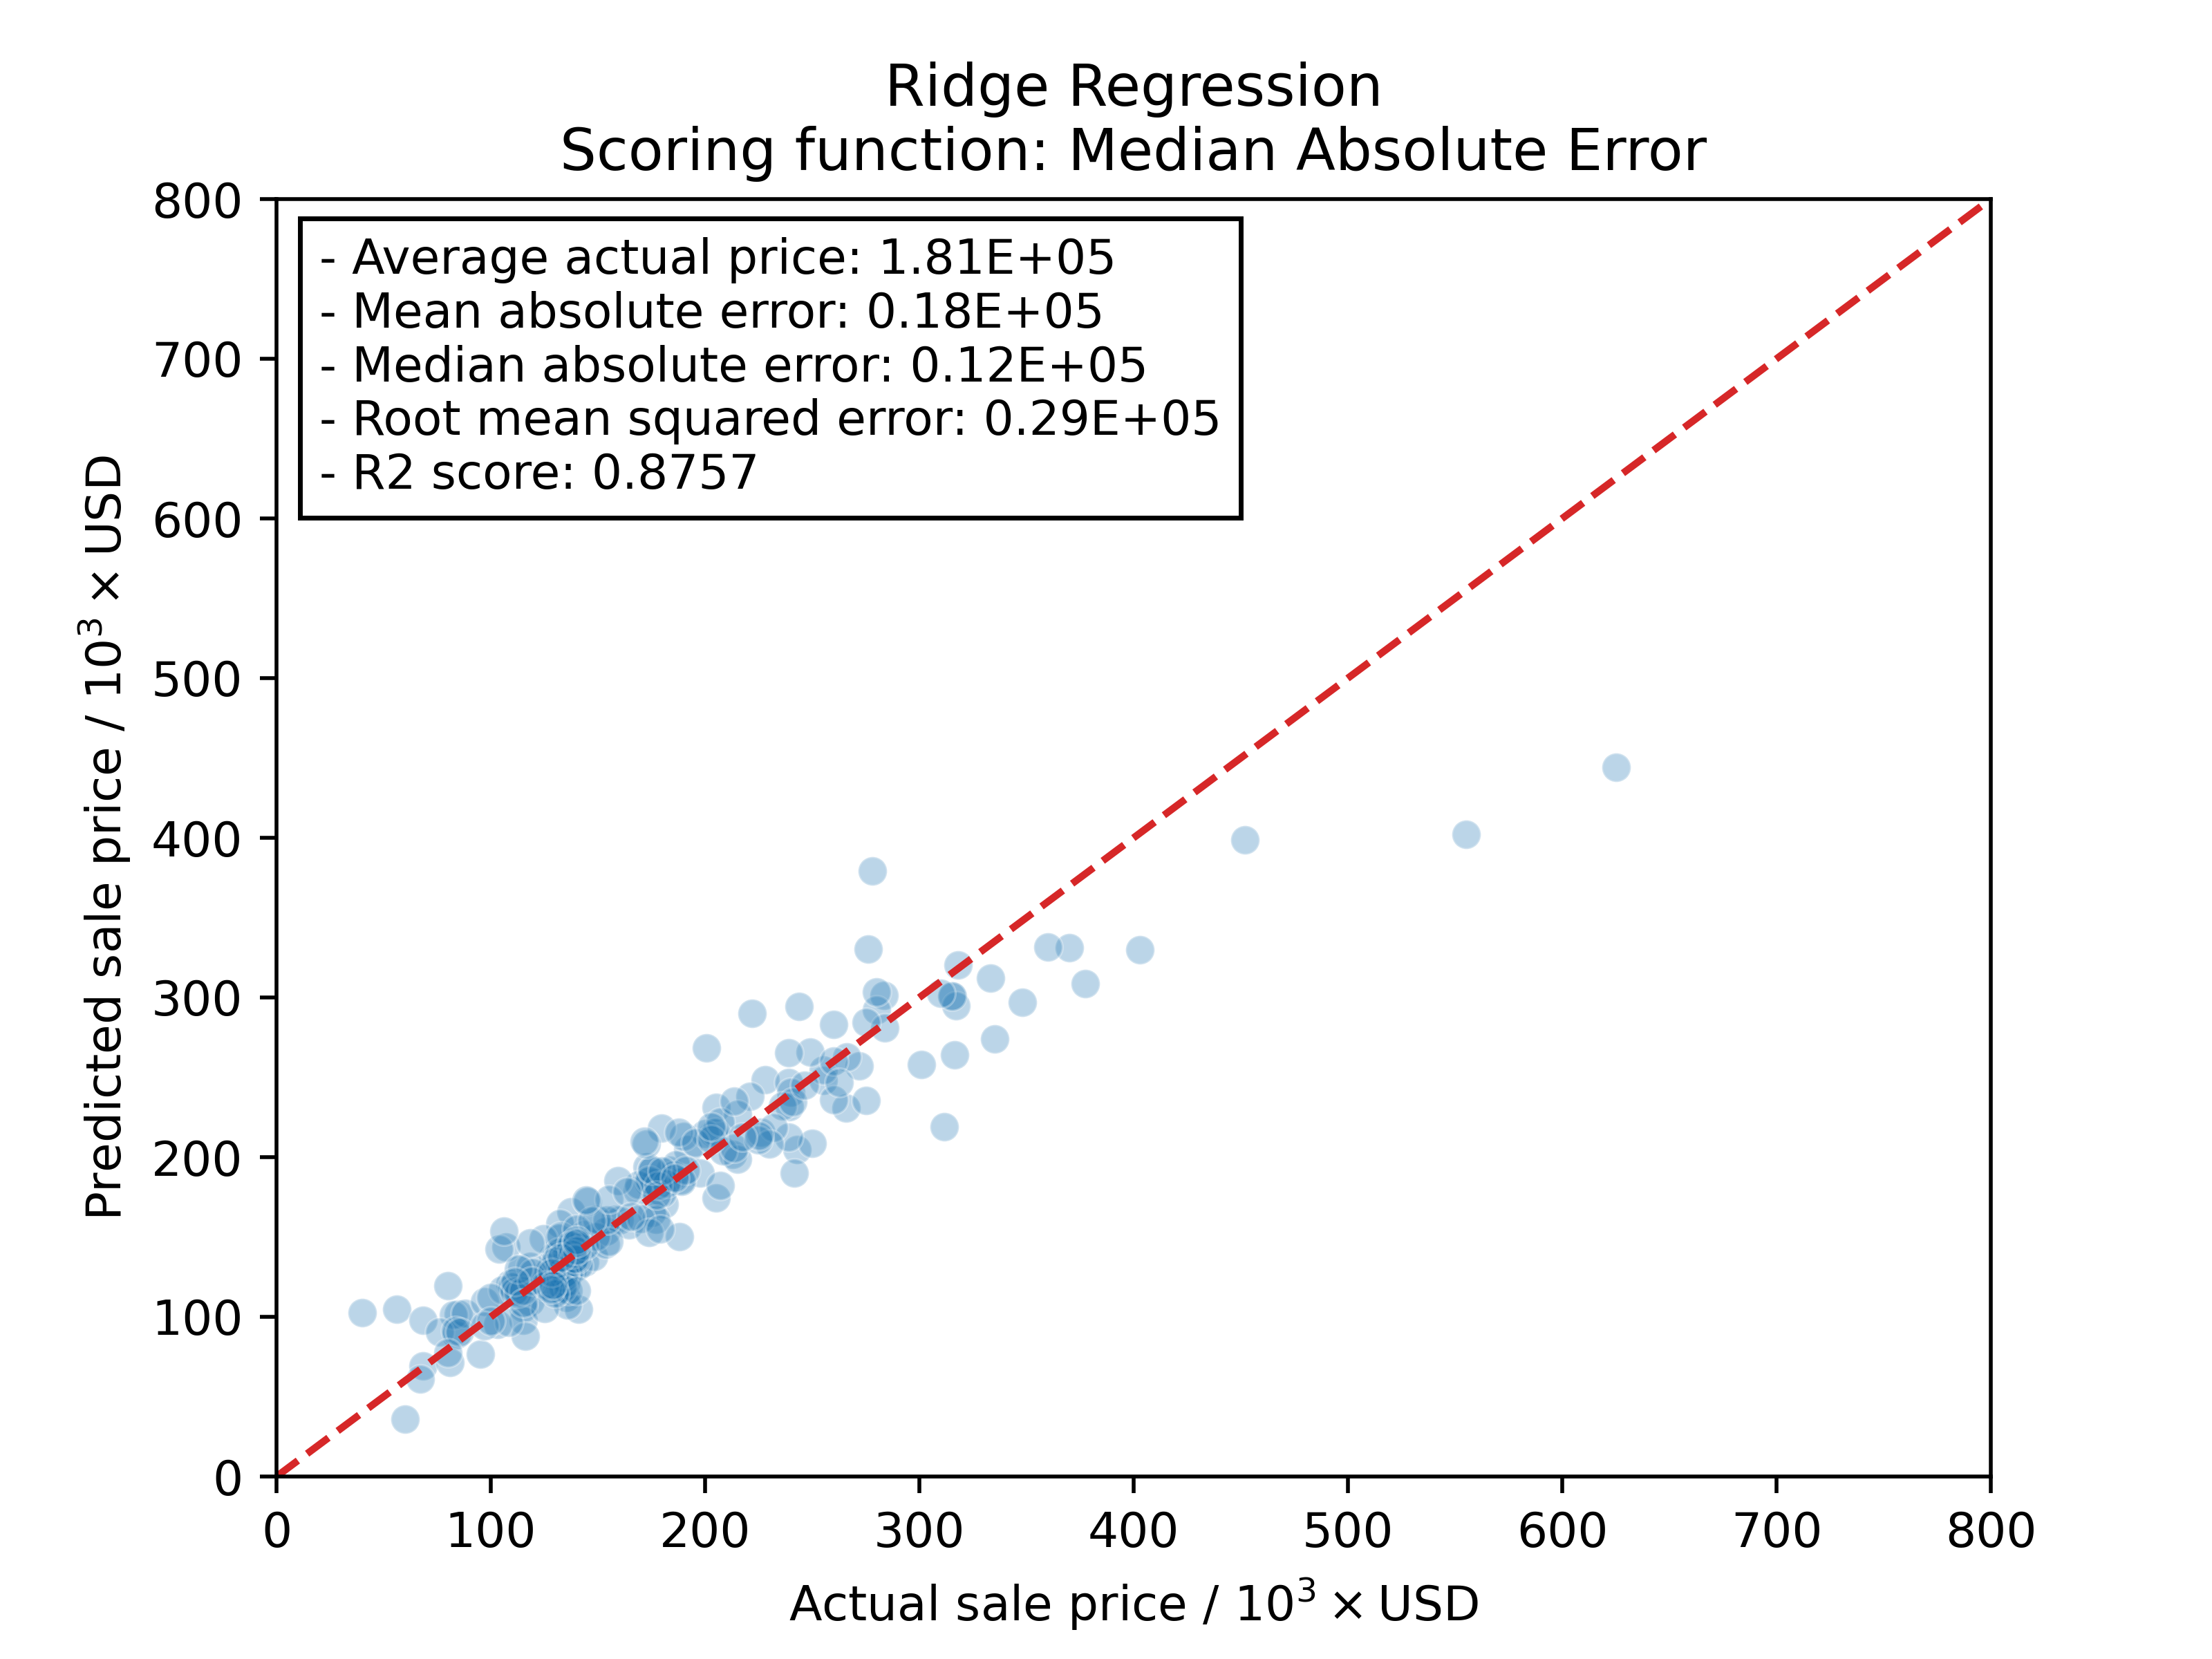 Ridge Regression
Scoring function: Median Absolute Error
- Average actual price: 1.81E+05
- Mean absolute error: 0.18E+05
- Median absolute error: 0.12E+05
- Root mean squared error: 0.29E+05
- R2 score: 0.8757
800
700
600
500
400
300
200
100
0
Predicted sale price / 10³ × USD
0 100 200 300 400 500 600 700 800
Actual sale price / 10³ × USD